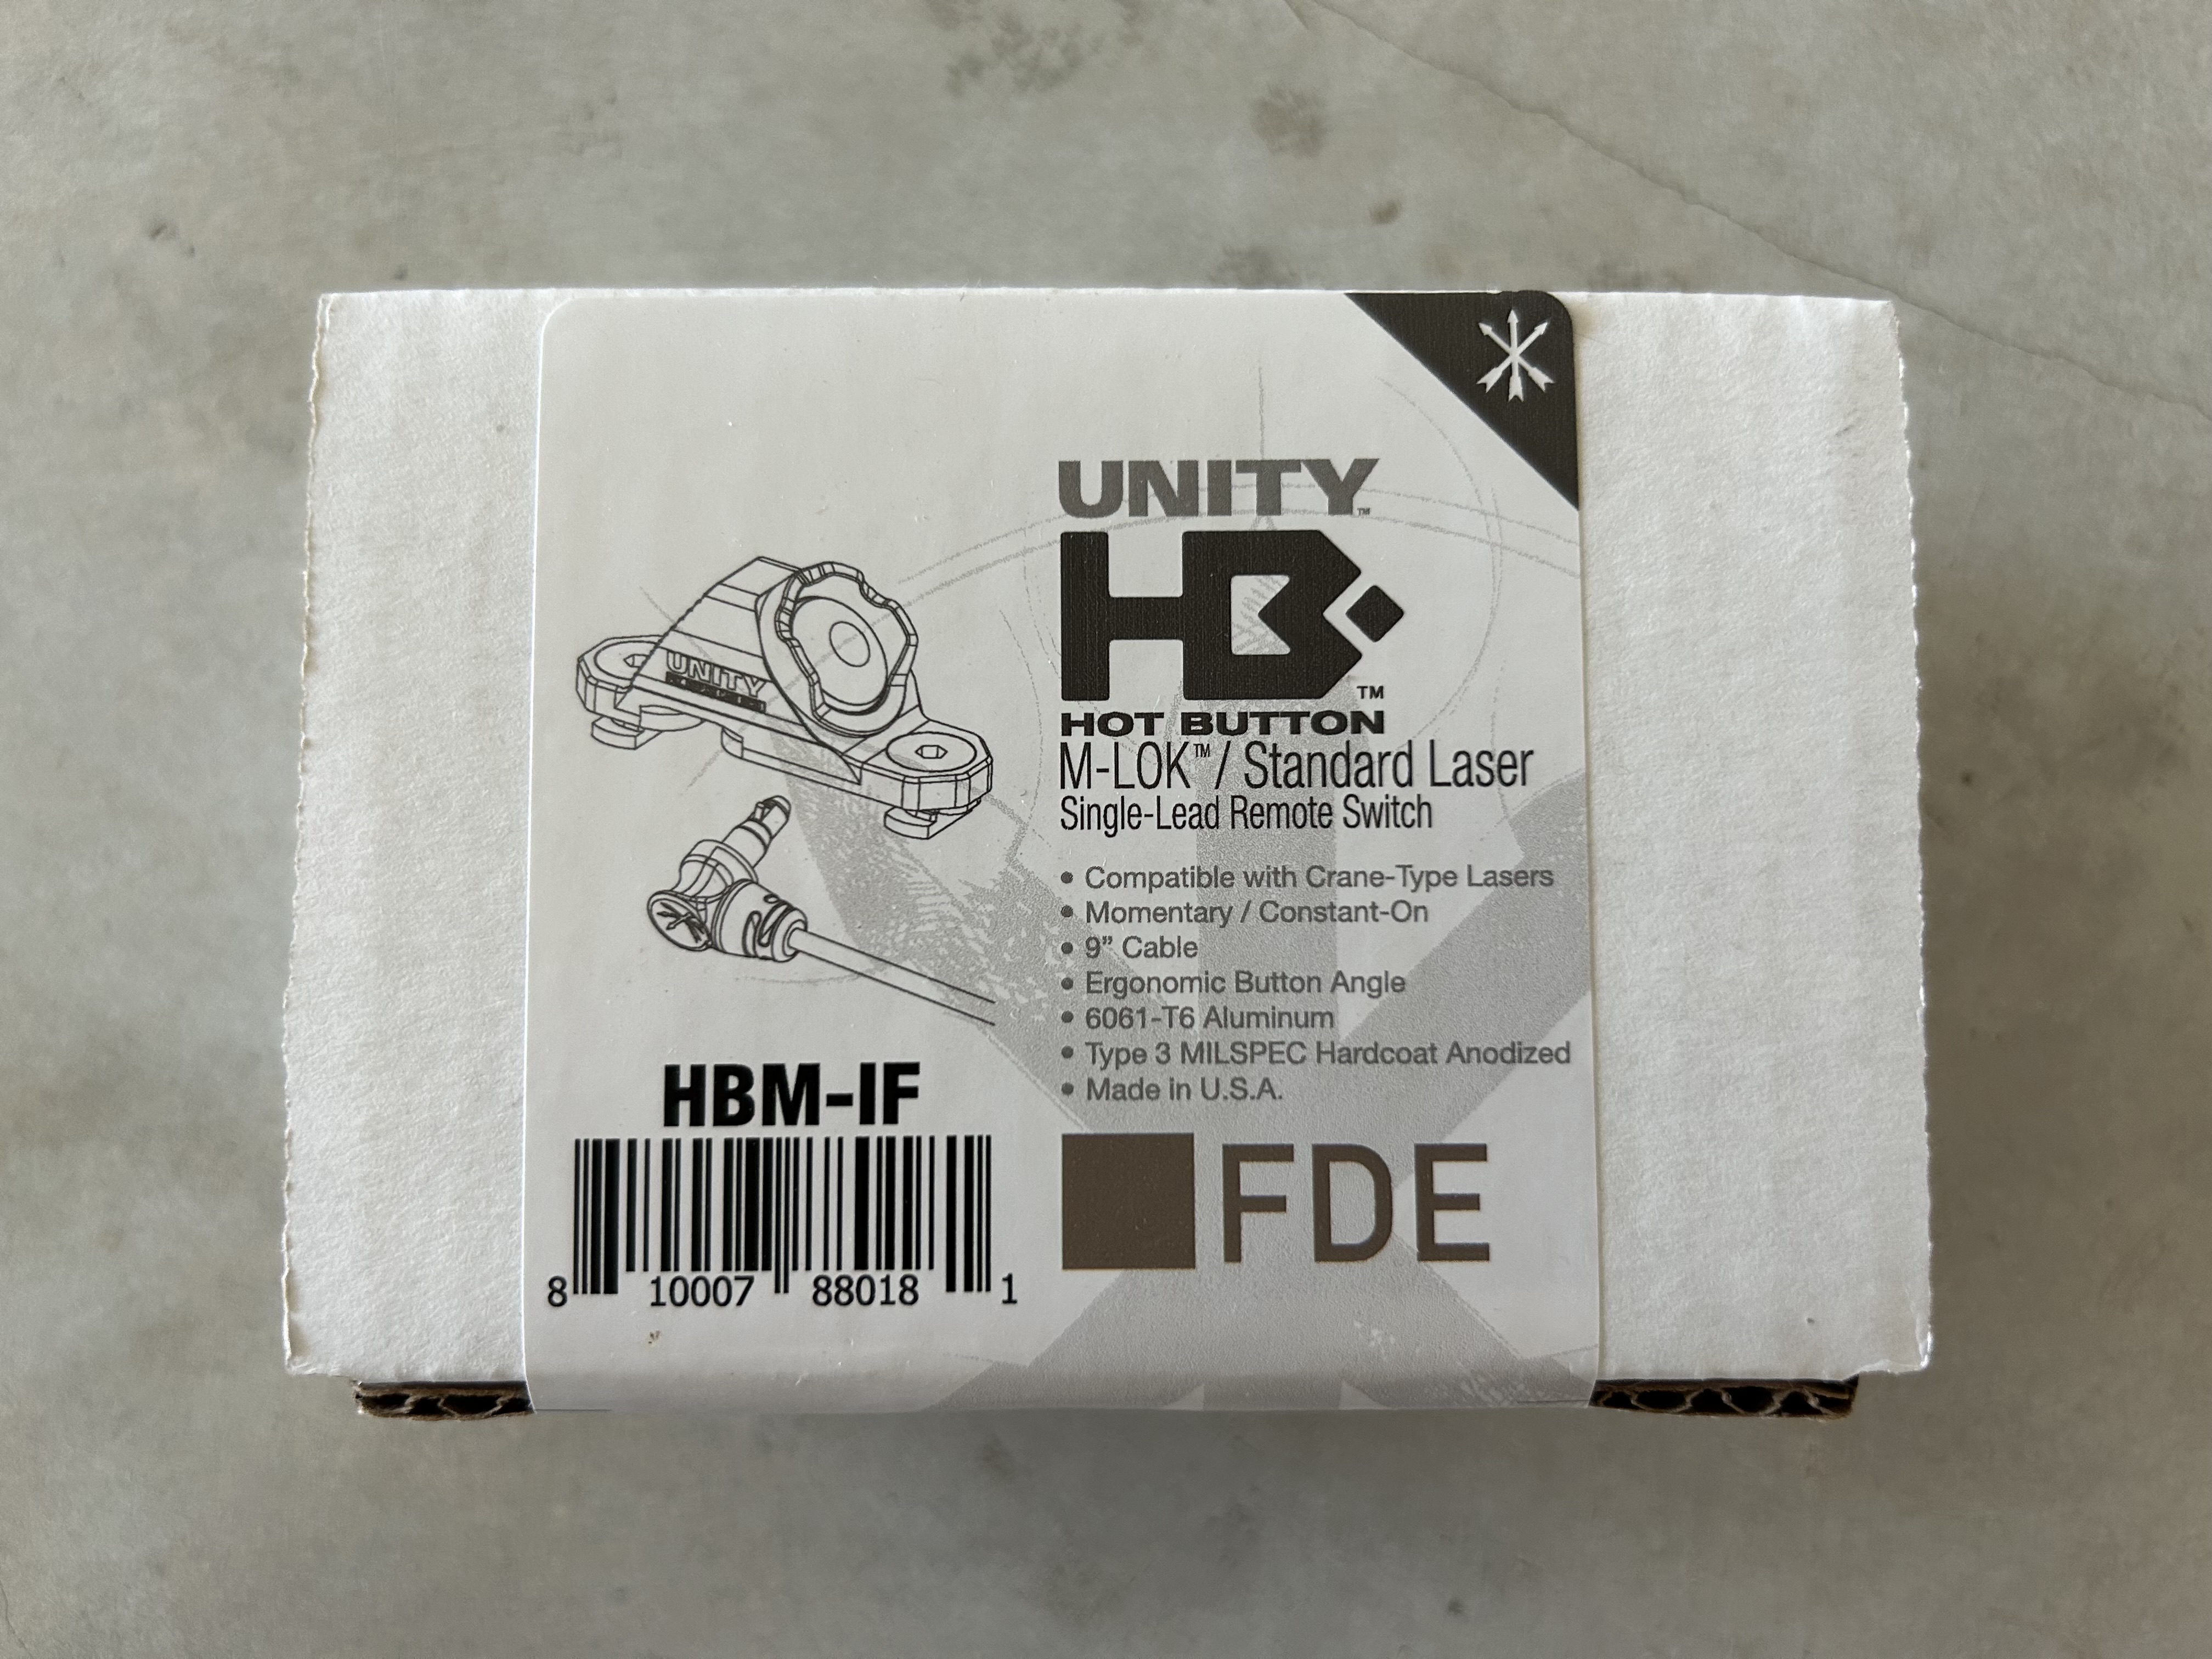 UNITY™
HB™
HOT BUTTON
M-LOK™/ Standard Laser
Single-Lead Remote Switch
• Compatible with Crane-Type Lasers
• Momentary / Constant-On
• 9” Cable
• Ergonomic Button Angle
• 6061-T6 Aluminum
• Type 3 MILSPEC Hardcoat Anodized
• Made in U.S.A.
FDE
UNITY
HBM-IF
8 10007 88018 1